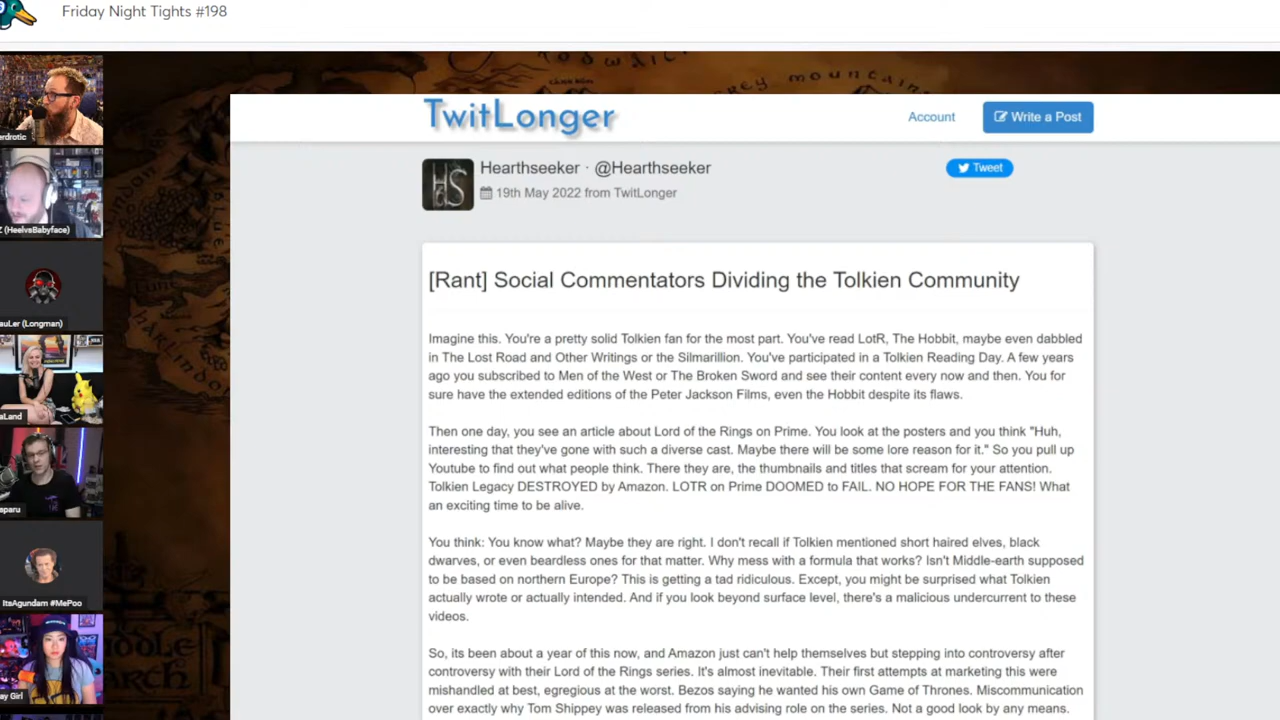 Friday Night Tights #198
TwitLonger
Account
Write a Post
Hearthseeker · @Hearthseeker
Tweet
19th May 2022 from TwitLonger
[Rant] Social Commentators Dividing the Tolkien Community
Imagine this. You're a pretty solid Tolkien fan for the most part. You've read LotR, The Hobbit, maybe even dabbled
in The Lost Road and Other Writings or the Silmarillion. You've participated in a Tolkien Reading Day. A few years
ago you subscribed to Men of the West or The Broken Sword and see their content every now and then. You for
sure have the extended editions of the Peter Jackson Films, even the Hobbit despite its flaws.
Then one day, you see an article about Lord of the Rings on Prime. You look at the posters and you think "Huh,
interesting that they've gone with such a diverse cast. Maybe there will be some lore reason for it." So you pull up
Youtube to find out what people think. There they are, the thumbnails and titles that scream for your attention.
Tolkien Legacy DESTROYED by Amazon. LOTR on Prime DOOMED to FAIL. NO HOPE FOR THE FANS! What
an exciting time to be alive.
You think: You know what? Maybe they are right. I don't recall if Tolkien mentioned short haired elves, black
dwarves, or even beardless ones for that matter. Why mess with a formula that works? Isn't Middle-earth supposed
to be based on northern Europe? This is getting a tad ridiculous. Except, you might be surprised what Tolkien
actually wrote or actually intended. And if you look beyond surface level, there's a malicious undercurrent to these
videos.
So, its been about a year of this now, and Amazon just can't help themselves but stepping into controversy after
controversy with their Lord of the Rings series. It's almost inevitable. Their first attempts at marketing this were
mishandled at best, egregious at the worst. Bezos saying he wanted his own Game of Thrones. Miscommunication
over exactly why Tom Shippey was released from his advising role on the series. Not a good look by any means.
erdrotic
Z (HeelvsBabyface)
auLer (Longman)
aLand
sparu
ItsAgundam #MePoo
ay Girl
HS
grey mountains